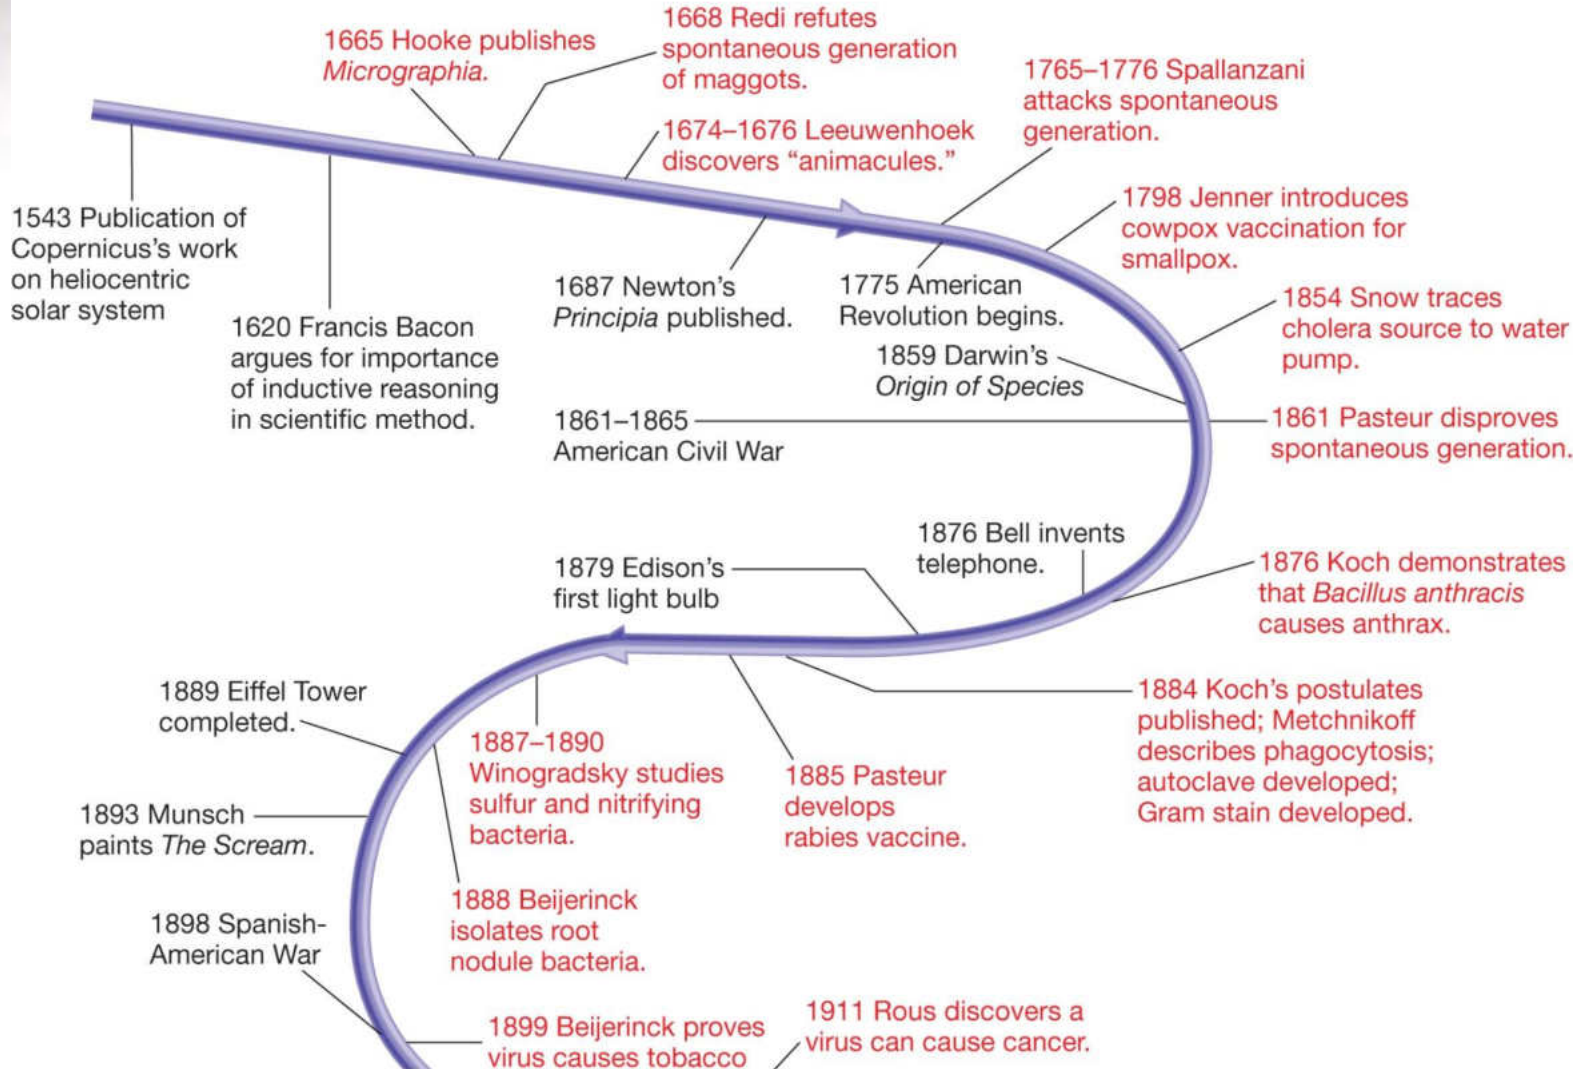 1665 Hooke publishes
Micrographia.
1668 Redi refutes
spontaneous generation
of maggots.
1674–1676 Leeuwenhoek
discovers “animacules.”
1765–1776 Spallanzani
attacks spontaneous
generation.
1798 Jenner introduces
cowpox vaccination for
smallpox.
1543 Publication of
Copernicus’s work
on heliocentric
solar system
1620 Francis Bacon
argues for importance
of inductive reasoning
in scientific method.
1687 Newton’s
Principia published.
1775 American
Revolution begins.
1854 Snow traces
cholera source to water
pump.
1859 Darwin’s
Origin of Species
1861–1865
American Civil War
1861 Pasteur disproves
spontaneous generation.
1876 Bell invents
telephone.
1879 Edison’s
first light bulb
1876 Koch demonstrates
that Bacillus anthracis
causes anthrax.
1884 Koch’s postulates
published; Metchnikoff
describes phagocytosis;
autoclave developed;
Gram stain developed.
1885 Pasteur
develops
rabies vaccine.
1887–1890
Winogradsky studies
sulfur and nitrifying
bacteria.
1889 Eiffel Tower
completed.
1888 Beijerinck
isolates root
nodule bacteria.
1893 Munsch
paints The Scream.
1898 Spanish-
American War
1899 Beijerinck proves
virus causes tobacco
1911 Rous discovers a
virus can cause cancer.